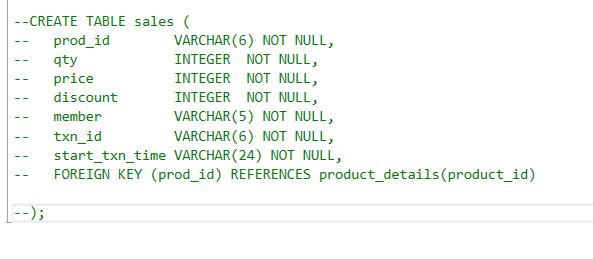 --CREATE TABLE sales (
--   prod_id        VARCHAR(6) NOT NULL,
--   qty            INTEGER  NOT NULL,
--   price          INTEGER  NOT NULL,
--   discount       INTEGER  NOT NULL,
--   member         VARCHAR(5) NOT NULL,
--   txn_id         VARCHAR(6) NOT NULL,
--   start_txn_time VARCHAR(24) NOT NULL,
--   FOREIGN KEY (prod_id) REFERENCES product_details(product_id)
--);